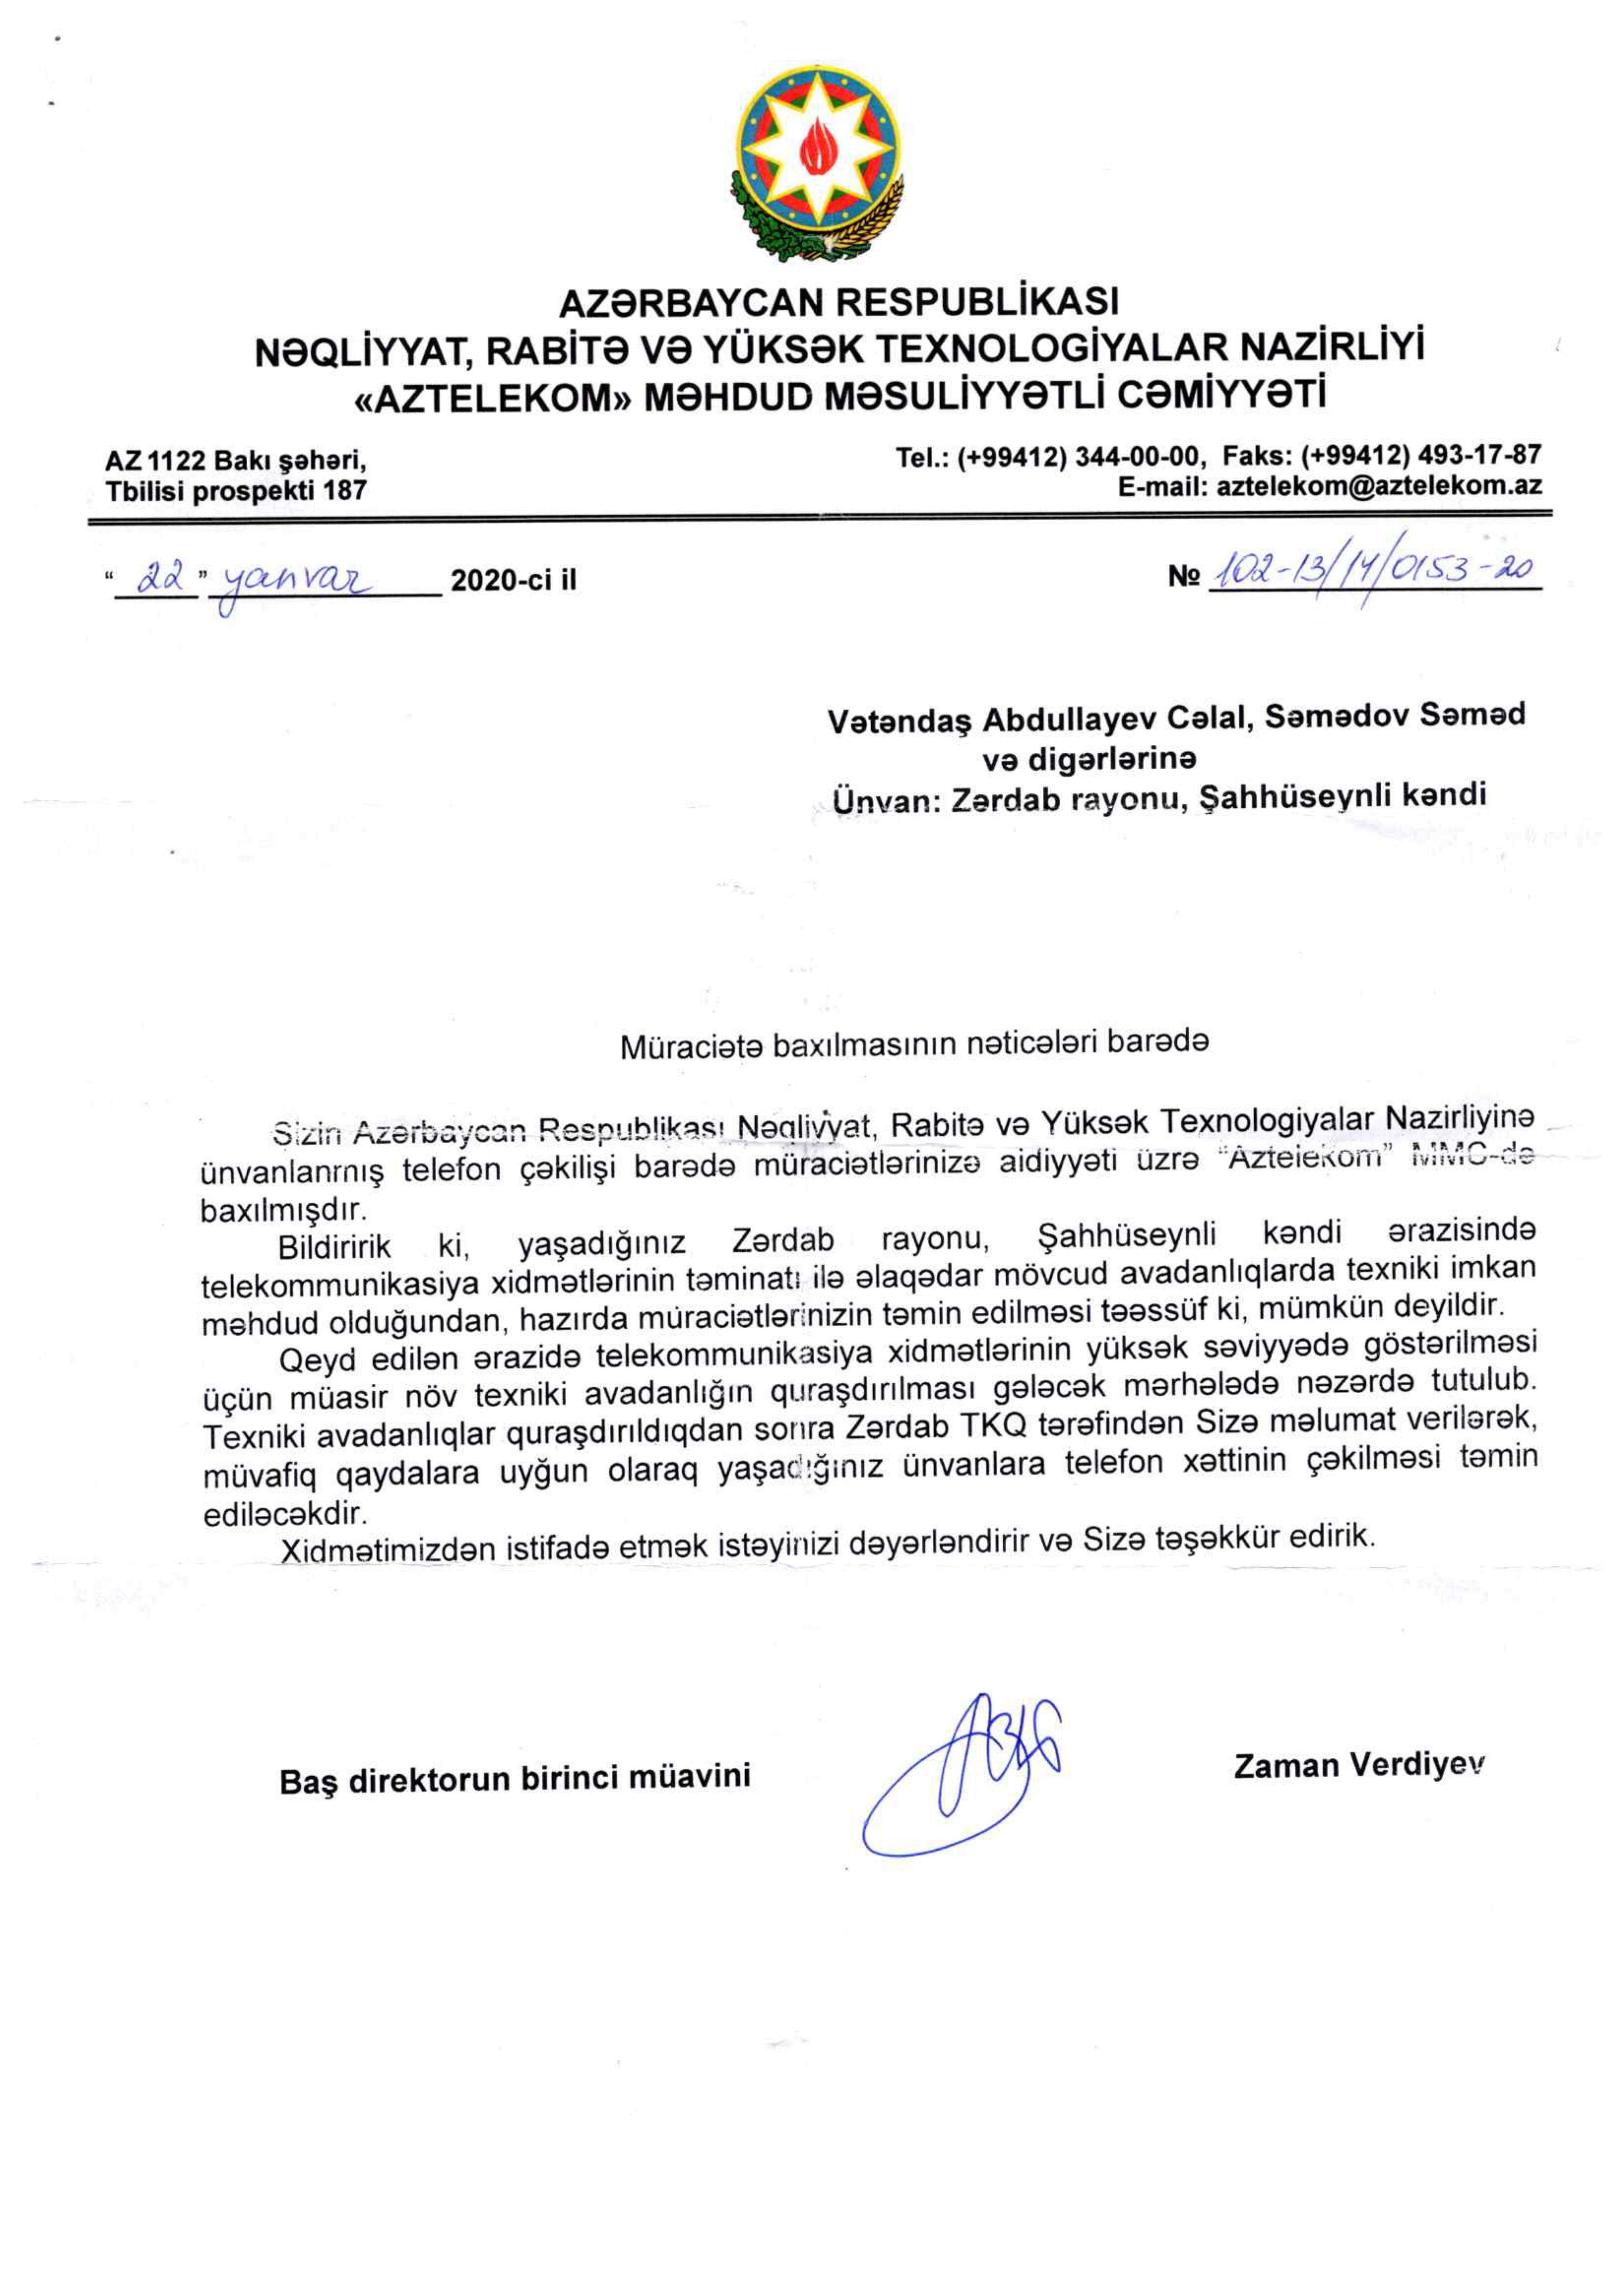 AZƏRBAYCAN RESPUBLİKASI
NƏQLİYYAT, RABİTƏ VƏ YÜKSƏK TEXNOLOGİYALAR NAZİRLİYİ
«AZTELEKOM» MƏHDUD MƏSULİYYƏTLİ CƏMİYYƏTİ
AZ 1122 Bakı şəhəri,
Tbilisi prospekti 187
Tel.: (+99412) 344-00-00, Faks: (+99412) 493-17-87
E-mail: aztelekom@aztelekom.az
“ 22 ” yanvar 2020-ci il
№ 102-13/14/0153-20
Vətəndaş Abdullayev Cəlal, Səmədov Səməd
və digərlərinə
Ünvan: Zərdab rayonu, Şahhüseynli kəndi
Müraciətə baxılmasının nəticələri barədə
Sizin Azərbaycan Respublikası Nəqliyyat, Rabitə və Yüksək Texnologiyalar Nazirliyinə
ünvanlanmış telefon çəkilişi barədə müraciətlərinizə aidiyyəti üzrə “Aztelekom” MMC-də
baxılmışdır.
Bildiririk ki, yaşadığınız Zərdab rayonu, Şahhüseynli kəndi ərazisində
telekommunikasiya xidmətlərinin təminatı ilə əlaqədar mövcud avadanlıqlarda texniki imkan
məhdud olduğundan, hazırda müraciətlərinizin təmin edilməsi təəssüf ki, mümkün deyildir.
Qeyd edilən ərazidə telekommunikasiya xidmətlərinin yüksək səviyyədə göstərilməsi
üçün müasir növ texniki avadanlığın quraşdırılması gələcək mərhələdə nəzərdə tutulub.
Texniki avadanlıqlar quraşdırıldıqdan sonra Zərdab TKQ tərəfindən Sizə məlumat verilərək,
müvafiq qaydalara uyğun olaraq yaşadığınız ünvanlara telefon xəttinin çəkilməsi təmin
ediləcəkdir.
Xidmətimizdən istifadə etmək istəyinizi dəyərləndirir və Sizə təşəkkür edirik.
Baş direktorun birinci müavini
Zaman Verdiyev